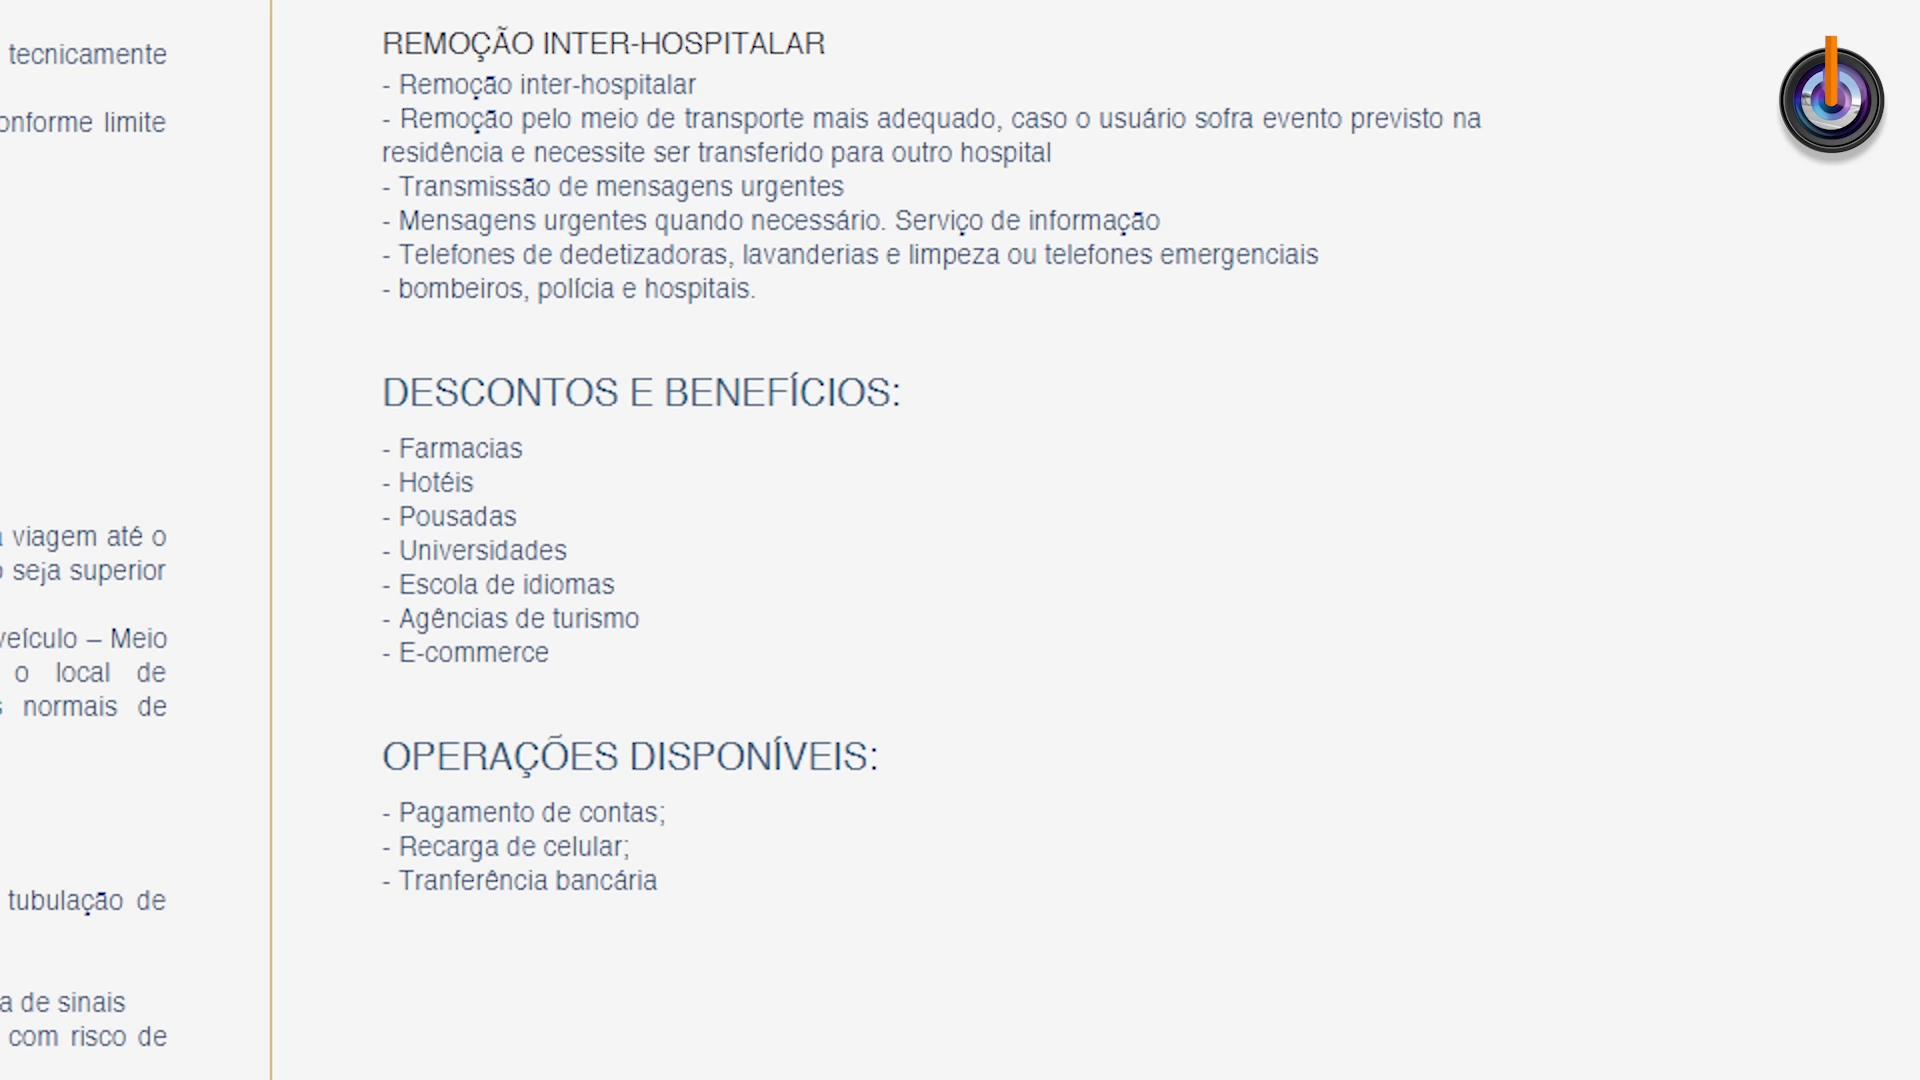 tecnicamente
onforme limite
viagem até o
seja superior
veículo – Meio
o local de
normais de
tubulação de
a de sinais
com risco de
REMOÇÃO INTER-HOSPITALAR
- Remoção inter-hospitalar
- Remoção pelo meio de transporte mais adequado, caso o usuário sofra evento previsto na
residência e necessite ser transferido para outro hospital
- Transmissão de mensagens urgentes
- Mensagens urgentes quando necessário. Serviço de informação
- Telefones de dedetizadoras, lavanderias e limpeza ou telefones emergenciais
- bombeiros, polícia e hospitais.
DESCONTOS E BENEFÍCIOS:
- Farmacias
- Hotéis
- Pousadas
- Universidades
- Escola de idiomas
- Agências de turismo
- E-commerce
OPERAÇÕES DISPONÍVEIS:
- Pagamento de contas;
- Recarga de celular;
- Tranferência bancária